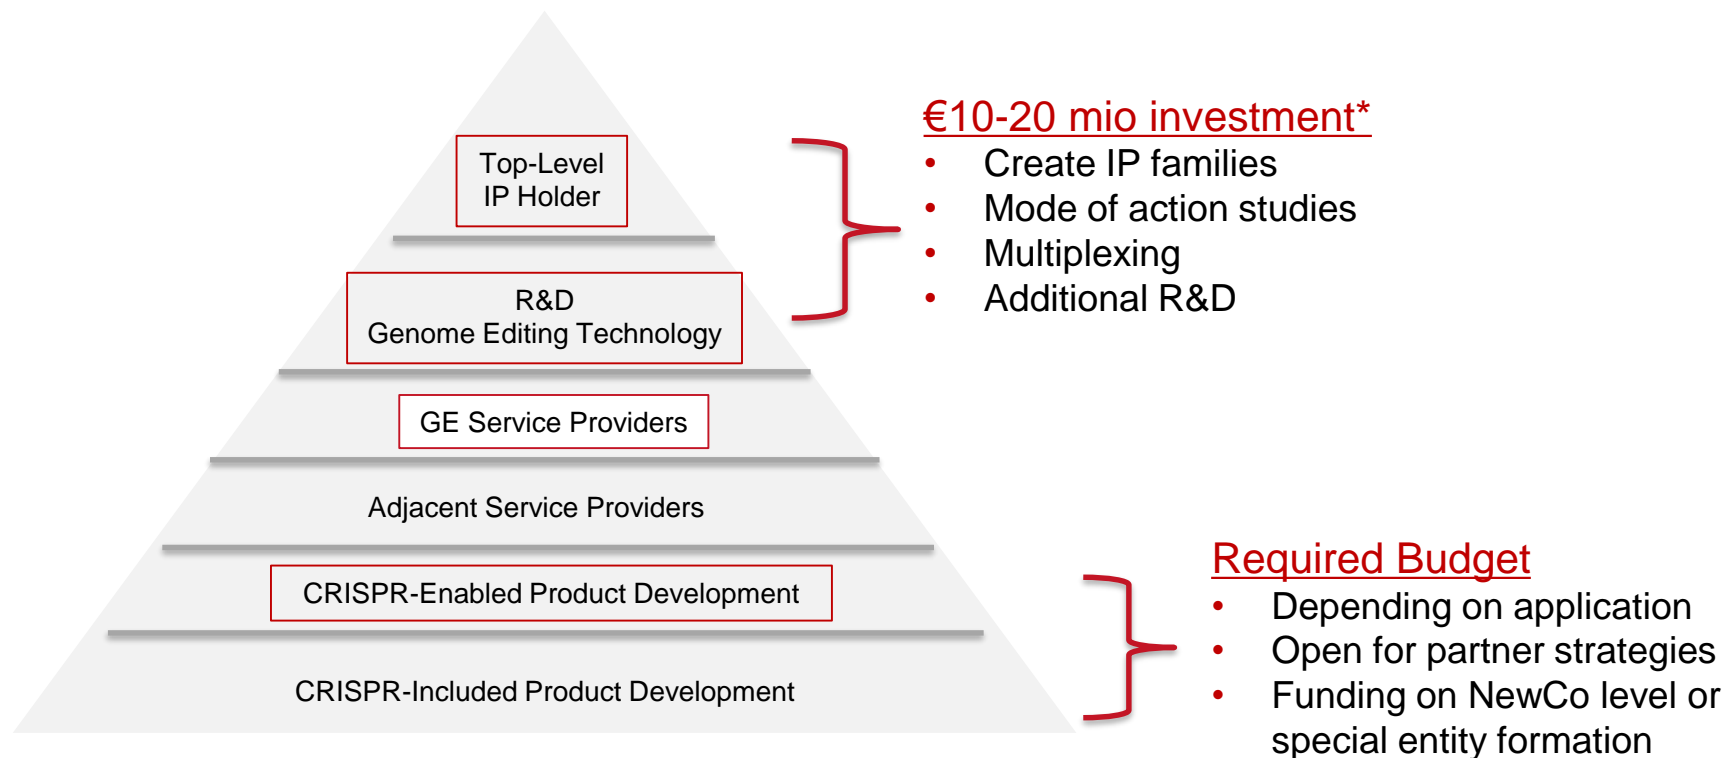 Top-Level
IP Holder
R&D
Genome Editing Technology
GE Service Providers
Adjacent Service Providers
CRISPR-Enabled Product Development
CRISPR-Included Product Development
€10-20 mio investment*
• Create IP families
• Mode of action studies
• Multiplexing
• Additional R&D
Required Budget
• Depending on application
• Open for partner strategies
• Funding on NewCo level or
special entity formation